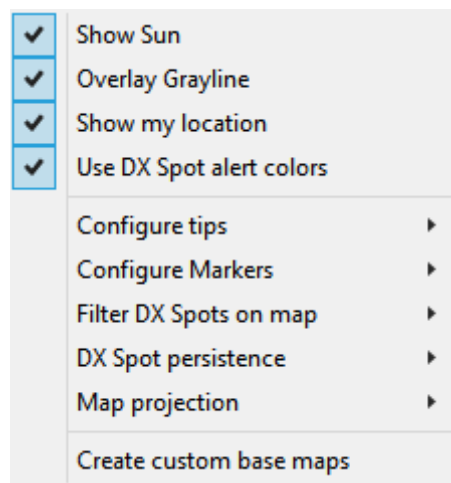 Show Sun
Overlay Grayline
Show my location
Use DX Spot alert colors
Configure tips
Configure Markers
Filter DX Spots on map
DX Spot persistence
Map projection
Create custom base maps